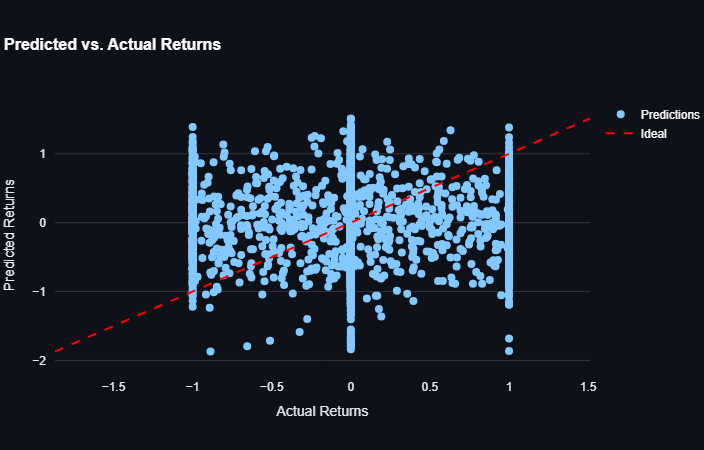 Predicted vs. Actual Returns
Predictions
Ideal
1
0
−1
−2
Predicted Returns
−1.5
−1
−0.5
0
0.5
1
1.5
Actual Returns